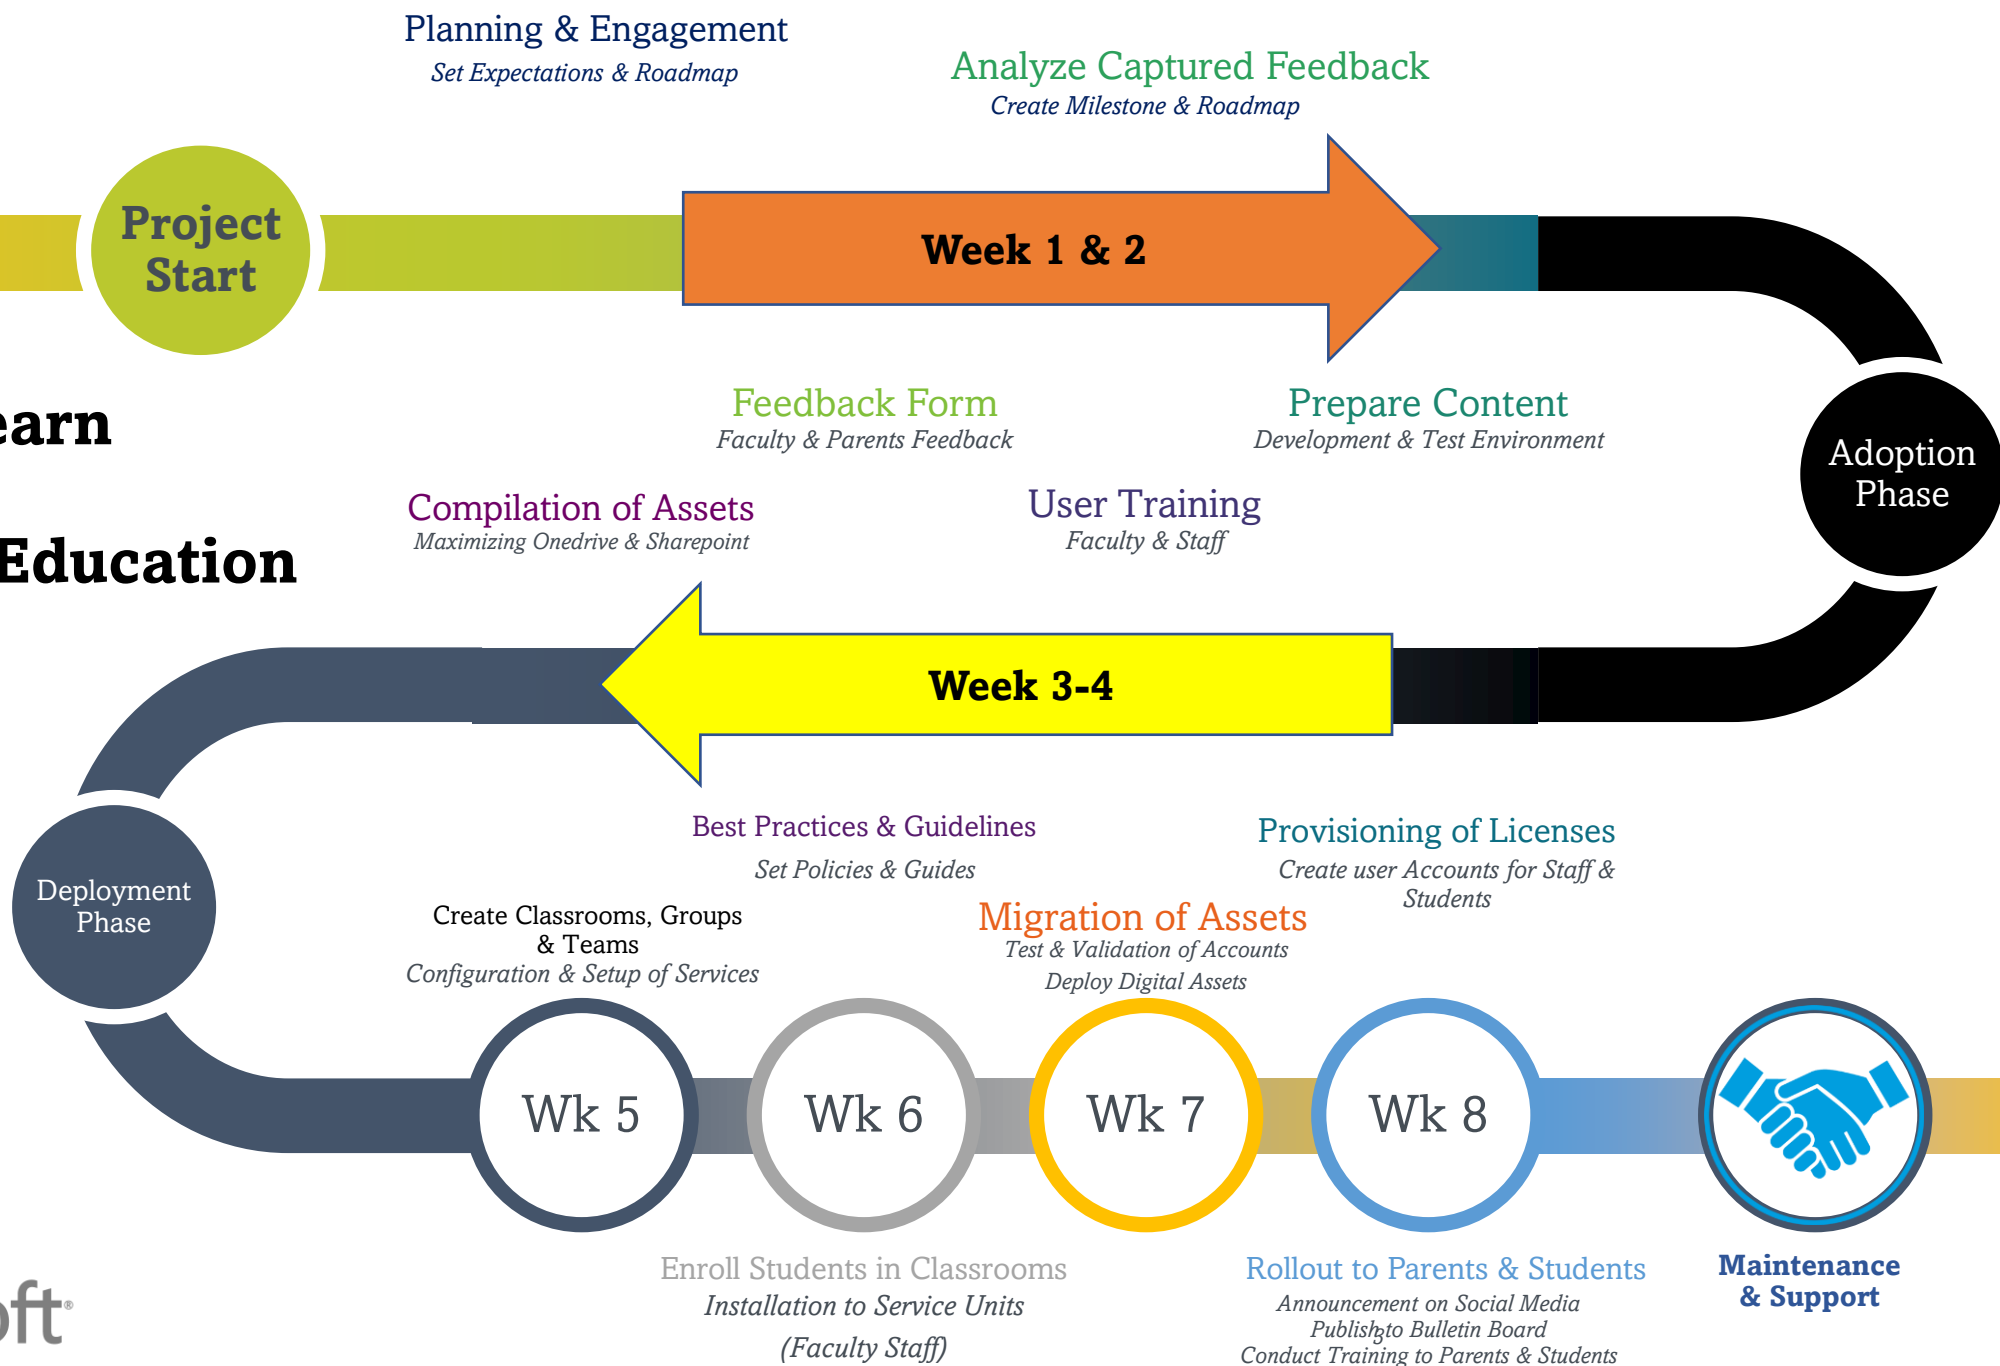 Planning & Engagement
Set Expectations & Roadmap
Analyze Captured Feedback
Create Milestone & Roadmap
Project
Start
Week 1 & 2
Feedback Form
Faculty & Parents Feedback
Prepare Content
Development & Test Environment
earn
Education
Adoption
Phase
Compilation of Assets
Maximizing Onedrive & Sharepoint
User Training
Faculty & Staff
Week 3-4
Best Practices & Guidelines
Set Policies & Guides
Provisioning of Licenses
Create user Accounts for Staff &
Students
Deployment
Phase
Create Classrooms, Groups
& Teams
Configuration & Setup of Services
Migration of Assets
Test & Validation of Accounts
Deploy Digital Assets
Wk 5
Wk 6
Wk 7
Wk 8
Enroll Students in Classrooms
Installation to Service Units
(Faculty Staff)
Rollout to Parents & Students
Announcement on Social Media
Publish to Bulletin Board
3
Conduct Training to Parents & Students
Maintenance
& Support
oft®